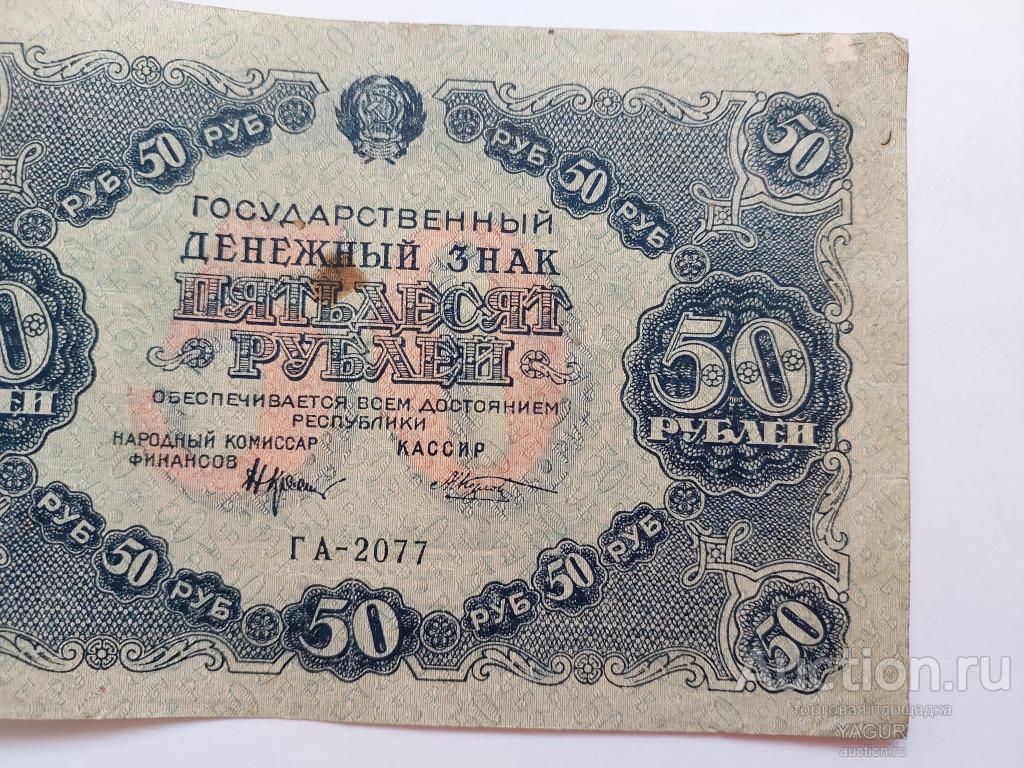 РУБ 50 РУБ
РУБ 50 РУБ
50
ГОСУДАРСТВЕННЫЙ
ДЕНЕЖНЫЙ ЗНАК
ПЯТЬДЕСЯТ
РУБЛЕЙ
50
РУБЛЕЙ
ОБЕСПЕЧИВАЕТСЯ ВСЕМ ДОСТОЯНИЕМ
РЕСПУБЛИКИ
НАРОДНЫЙ КОМИССАР
ФИНАНСОВ
КАССИР
ГА-2077
РУБ 50 РУБ
50
РУБ 50 РУБ
50
Auction.ru
торговая площадка
YAGUR
auction.ru